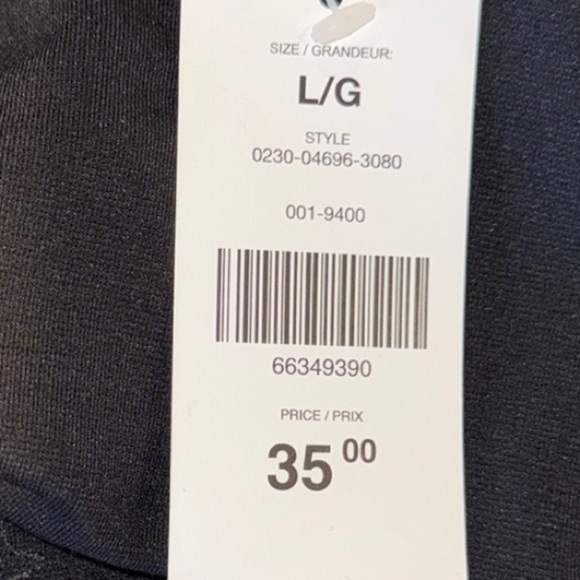 SIZE / GRANDEUR:
L/G
STYLE
0230-04696-3080
001-9400
66349390
PRICE / PRIX
35 00